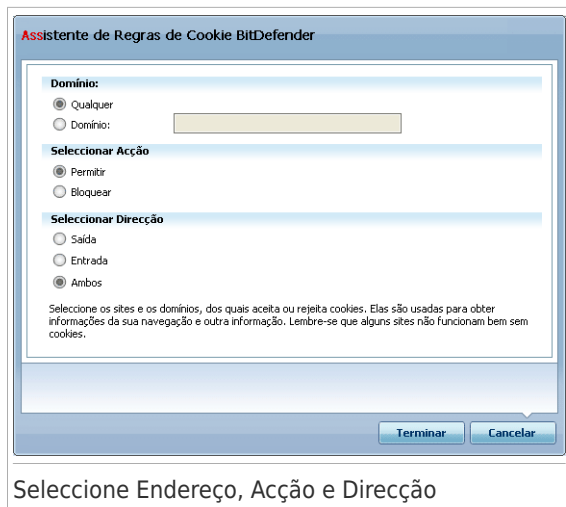 Assistente de Regras de Cookie BitDefender
Domínio:
Qualquer
Domínio:
Seleccionar Acção
Permitir
Bloquear
Seleccionar Direcção
Saída
Entrada
Ambos
Seleccione os sites e os domínios, dos quais aceita ou rejeita cookies. Elas são usadas para obter
informações da sua navegação e outra informação. Lembre-se que alguns sites não funcionam bem sem
cookies.
Terminar
Cancelar
Seleccione Endereço, Acção e Direcção